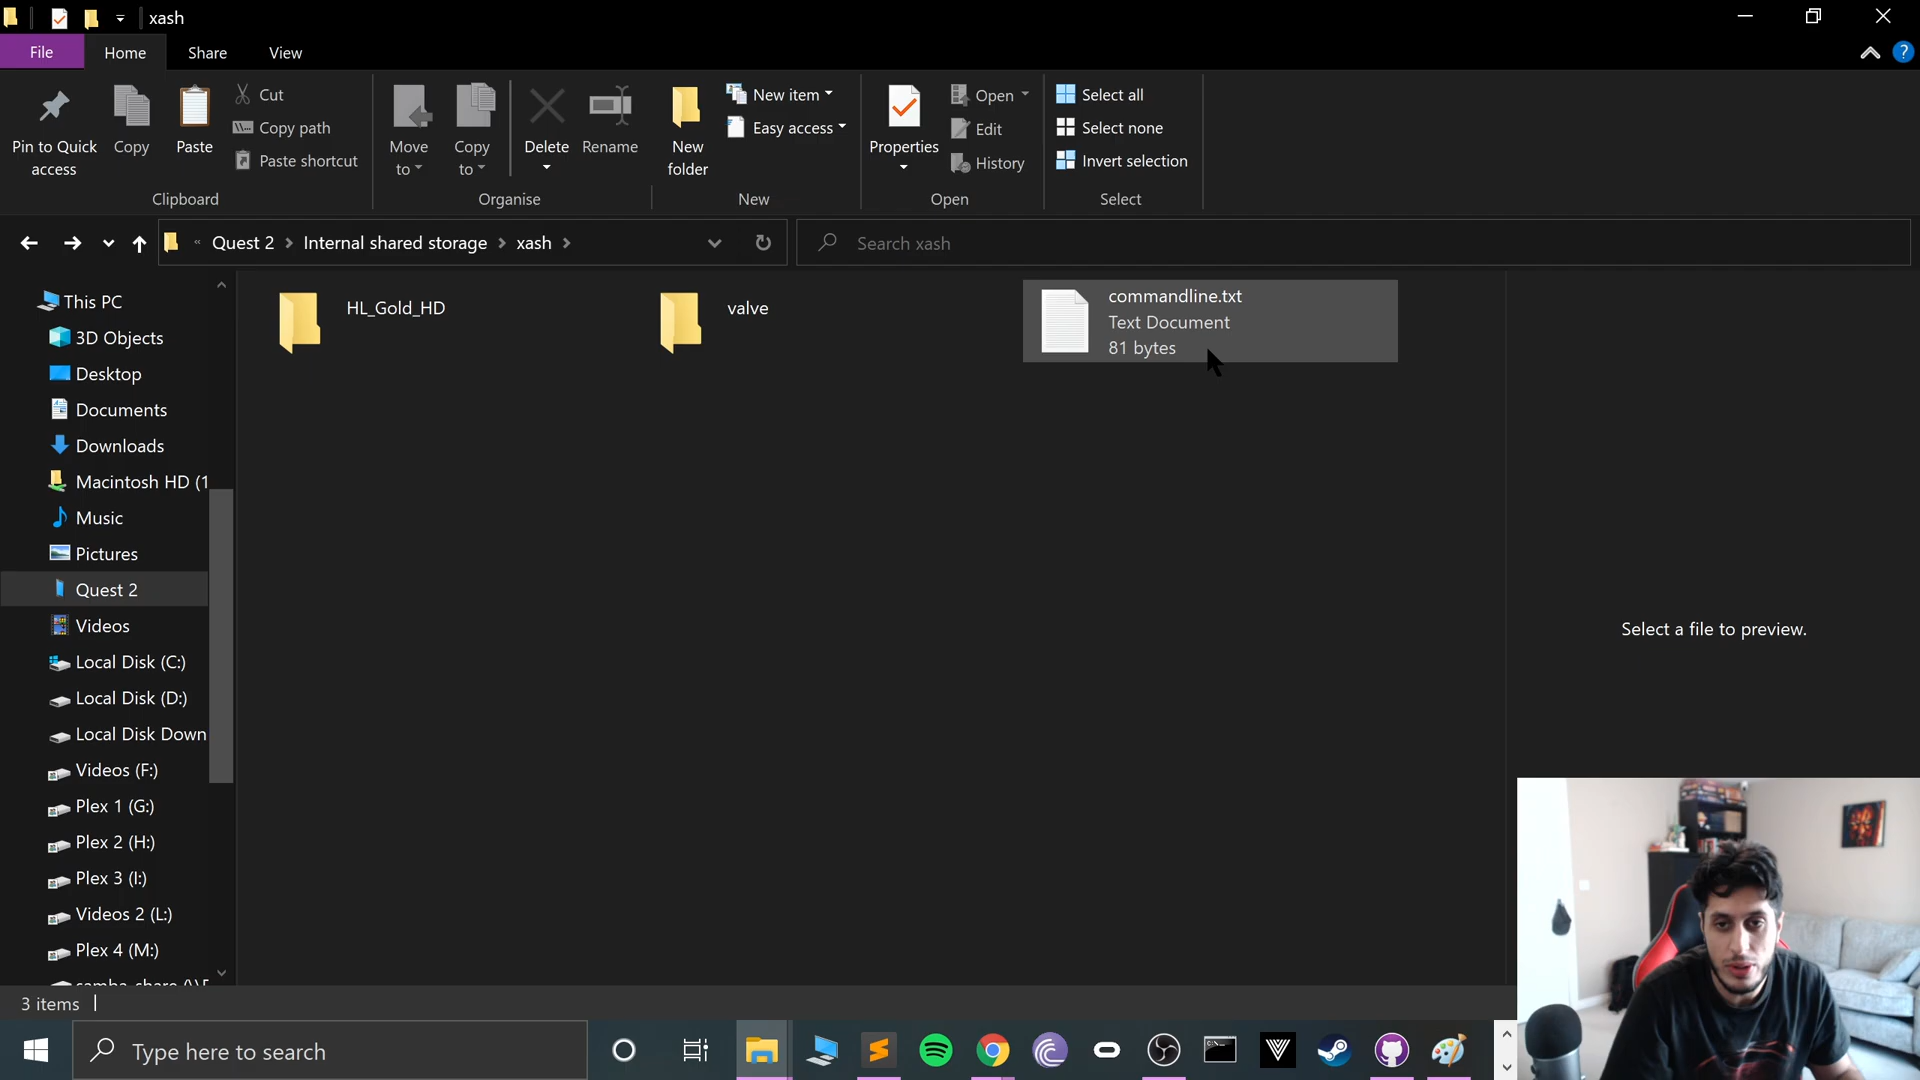 xash
File
Home
Share
View
Pin to Quick access
Copy
Paste
Cut
Copy path
Paste shortcut
Clipboard
Move to
Copy to
Delete
Rename
Organise
New folder
New item
Easy access
New
Properties
Open
Edit
History
Open
Select all
Select none
Invert selection
Select
« Quest 2 > Internal shared storage > xash >
Search xash
This PC
3D Objects
Desktop
Documents
Downloads
Macintosh HD (1
Music
Pictures
Quest 2
Videos
Local Disk (C:)
Local Disk (D:)
Local Disk Down
Videos (F:)
Plex 1 (G:)
Plex 2 (H:)
Plex 3 (I:)
Videos 2 (L:)
Plex 4 (M:)
HL_Gold_HD
valve
commandline.txt
Text Document
81 bytes
Select a file to preview.
3 items
Type here to search